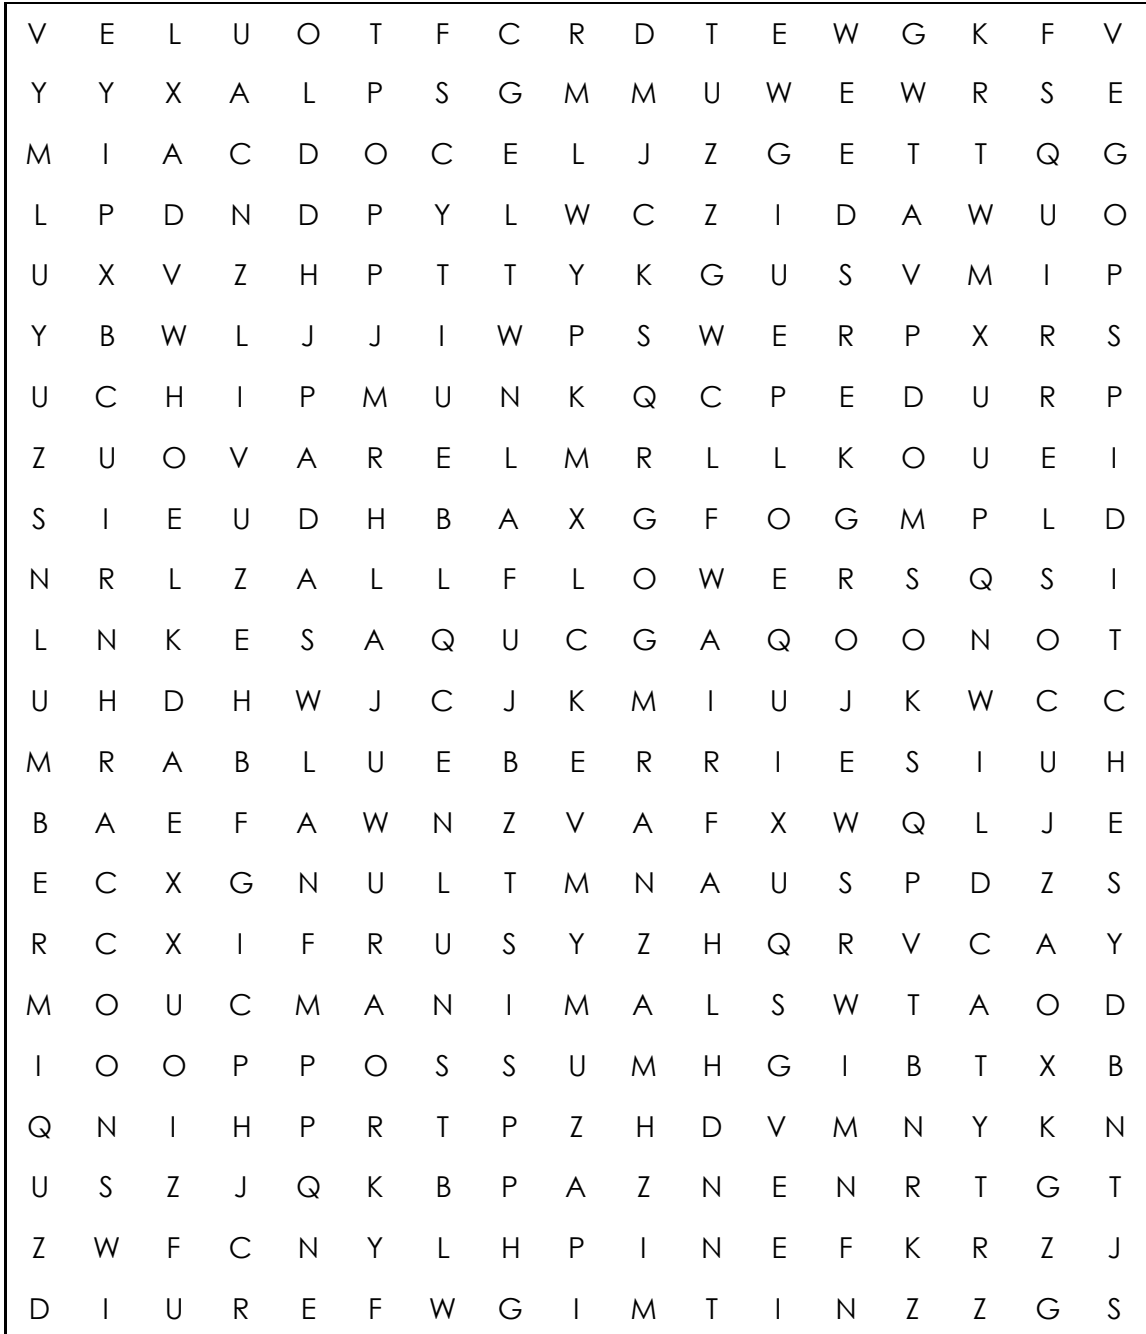 V E L U O T F C R D T E W G K F V
Y Y X A L P S G M M U W E W R S E
M I A C D O C E L J Z G E T T Q G
L P D N D P Y L W C Z I D A W U O
U X V Z H P T T Y K G U S V M I P
Y B W L J J I W P S W E R P X R S
U C H I P M U N K Q C P E D U R P
Z U O V A R E L M R L L K O U E I
S I E U D H B A X G F O G M P L D
N R L Z A L L F L O W E R S Q S I
L N K E S A Q U C G A Q O O N O T
U H D H W J C J K M I U J K W C C
M R A B L U E B E R R I E S I U H
B A E F A W N Z V A F X W Q L J E
E C X G N U L T M N A U S P D Z S
R C X I F R U S Y Z H Q R V C A Y
M O U C M A N I M A L S W T A O D
I O O P P O S S U M H G I B T X B
Q N I H P R T P Z H D V M N Y K N
U S Z J Q K B P A Z N E N R T G T
Z W F C N Y L H P I N E F K R Z J
D I U R E F W G I M T I N Z Z G S